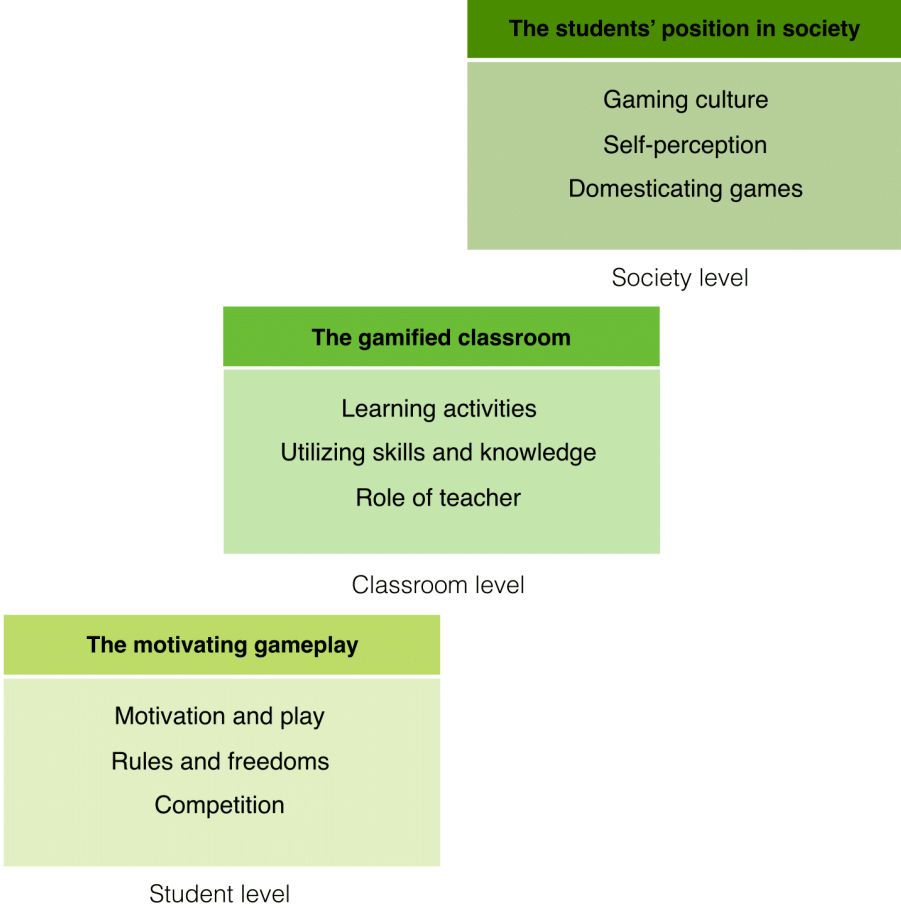 The students’ position in society
Gaming culture
Self-perception
Domesticating games
Society level
The gamified classroom
Learning activities
Utilizing skills and knowledge
Role of teacher
Classroom level
The motivating gameplay
Motivation and play
Rules and freedoms
Competition
Student level